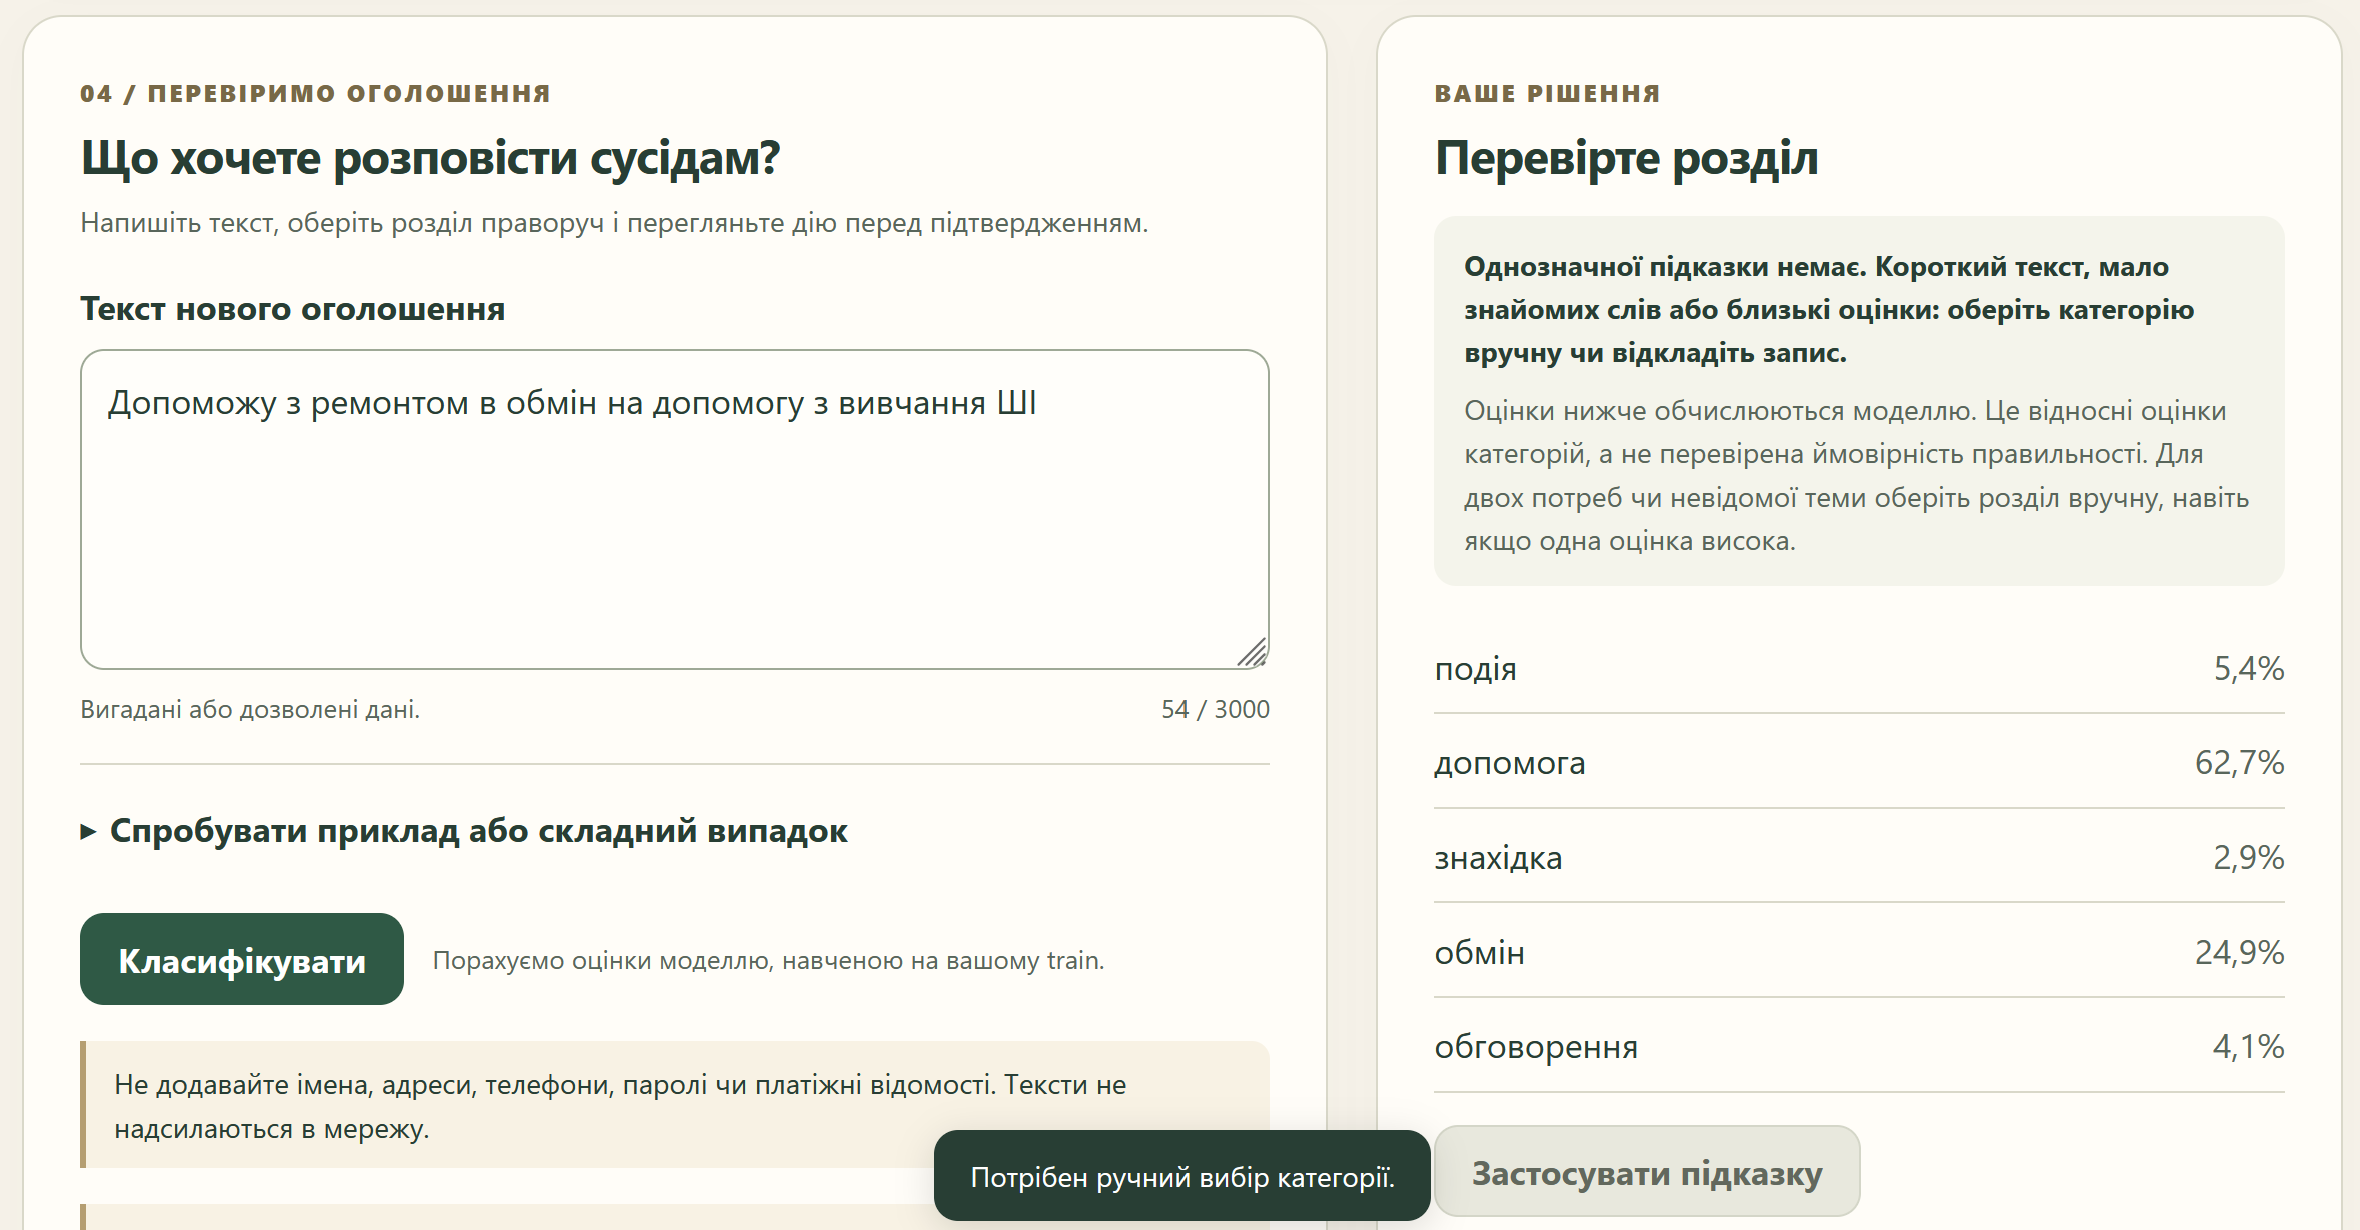 04 / ПЕРЕВІРИМО ОГОЛОШЕННЯ
Що хочете розповісти сусідам?
Напишіть текст, оберіть розділ праворуч і перегляньте дію перед підтвердженням.
Текст нового оголошення
Допоможу з ремонтом в обмін на допомогу з вивчання ШІ
Вигадані або дозволені дані.
54 / 3000
▸ Спробувати приклад або складний випадок
Класифікувати
Порахуємо оцінки моделлю, навченою на вашому train.
Не додавайте імена, адреси, телефони, паролі чи платіжні відомості. Тексти не
надсилаються в мережу.
ВАШЕ РІШЕННЯ
Перевірте розділ
Однозначної підказки немає. Короткий текст, мало
знайомих слів або близькі оцінки: оберіть категорію
вручну чи відкладіть запис.
Оцінки нижче обчислюються моделлю. Це відносні оцінки
категорій, а не перевірена ймовірність правильності. Для
двох потреб чи невідомої теми оберіть розділ вручну, навіть
якщо одна оцінка висока.
подія 5,4%
допомога 62,7%
знахідка 2,9%
обмін 24,9%
обговорення 4,1%
Застосувати підказку
Потрібен ручний вибір категорії.